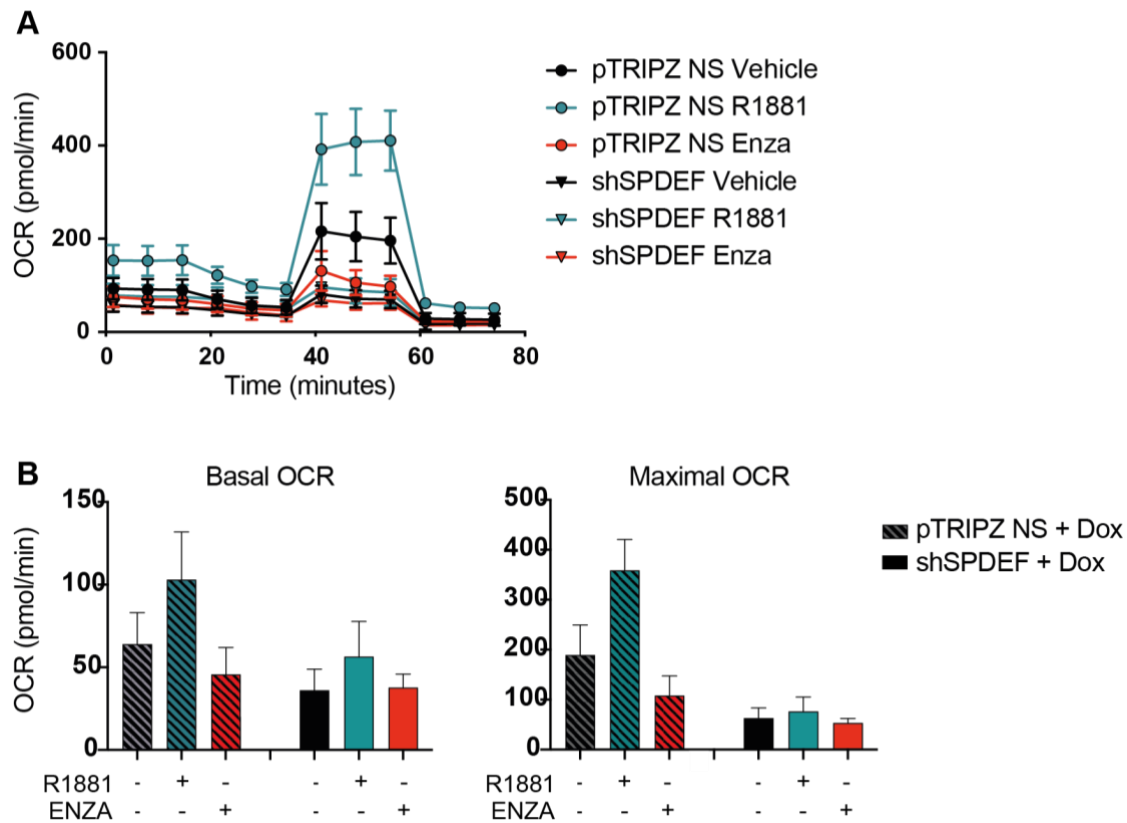 A
600
400
200
0
OCR (pmol/min)
0 20 40 60 80
Time (minutes)
pTRIPZ NS Vehicle
pTRIPZ NS R1881
pTRIPZ NS Enza
shSPDEF Vehicle
shSPDEF R1881
shSPDEF Enza
B
Basal OCR
150
100
50
0
OCR (pmol/min)
R1881 - + - - + -
ENZA - - + - - +
Maximal OCR
500
400
300
200
100
0
R1881 - + - - + -
ENZA - - + - - +
pTRIPZ NS + Dox
shSPDEF + Dox